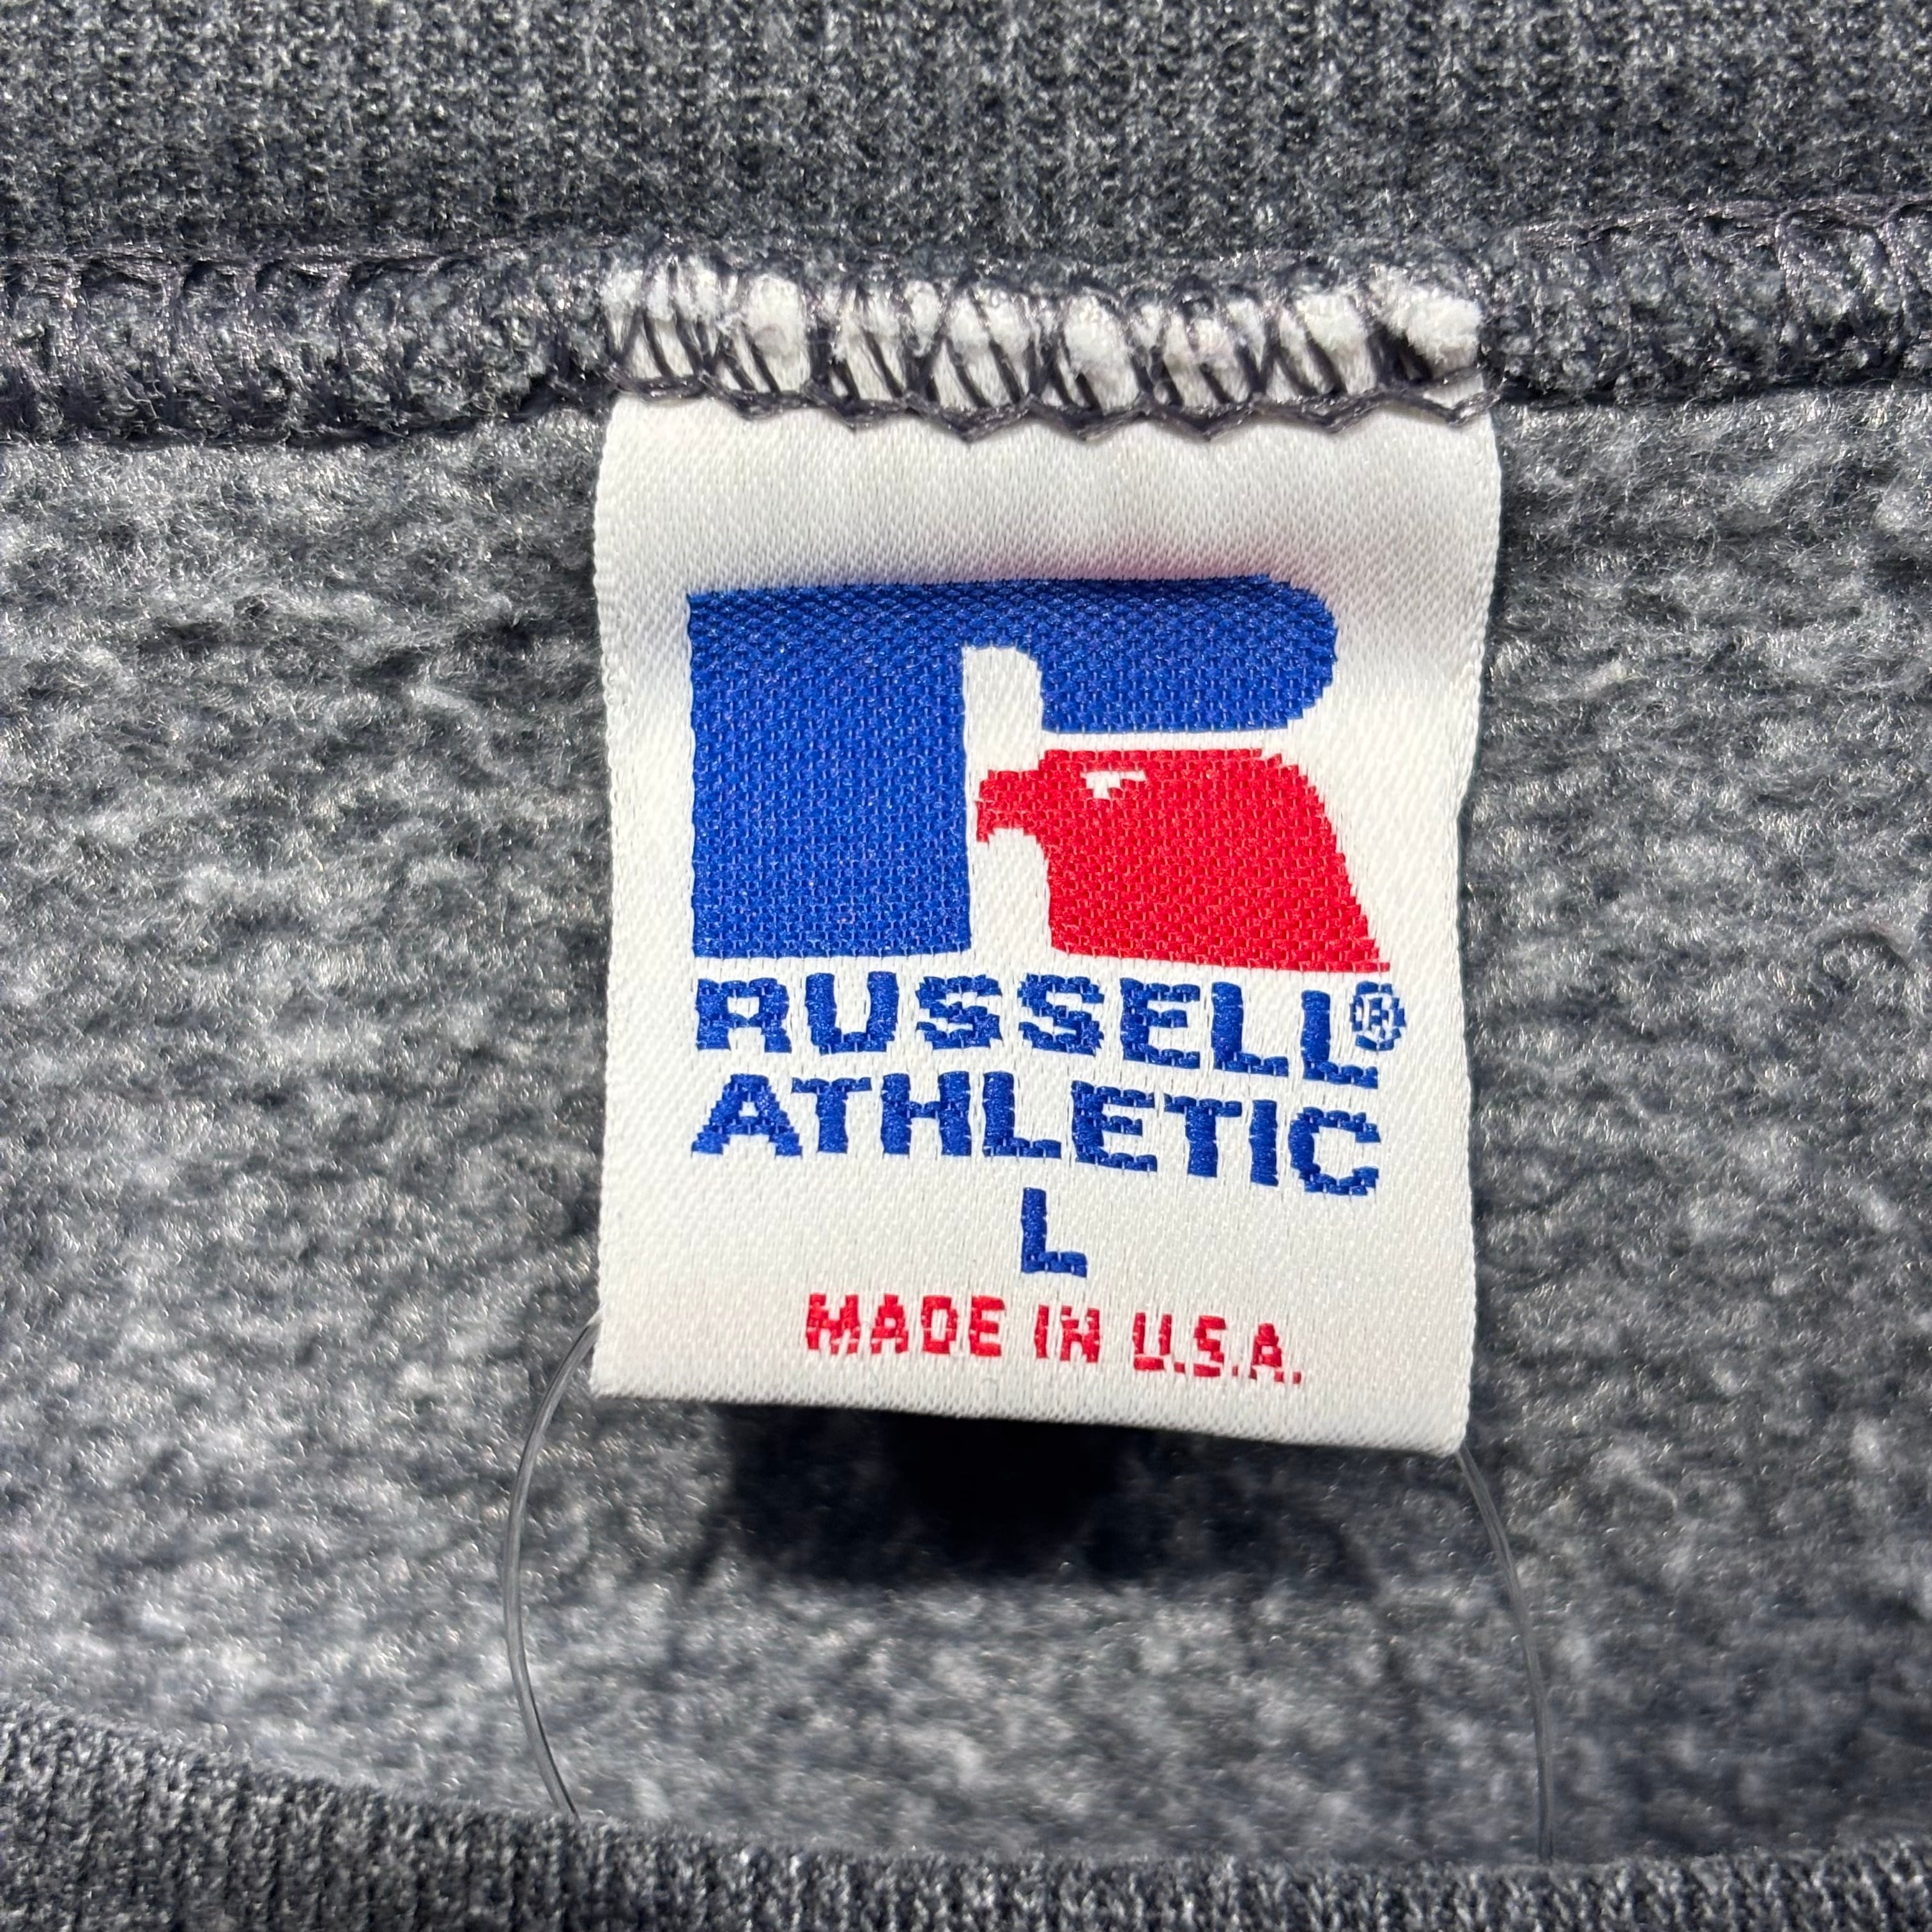 RUSSELL®
ATHLETIC
L
MADE IN U.S.A.